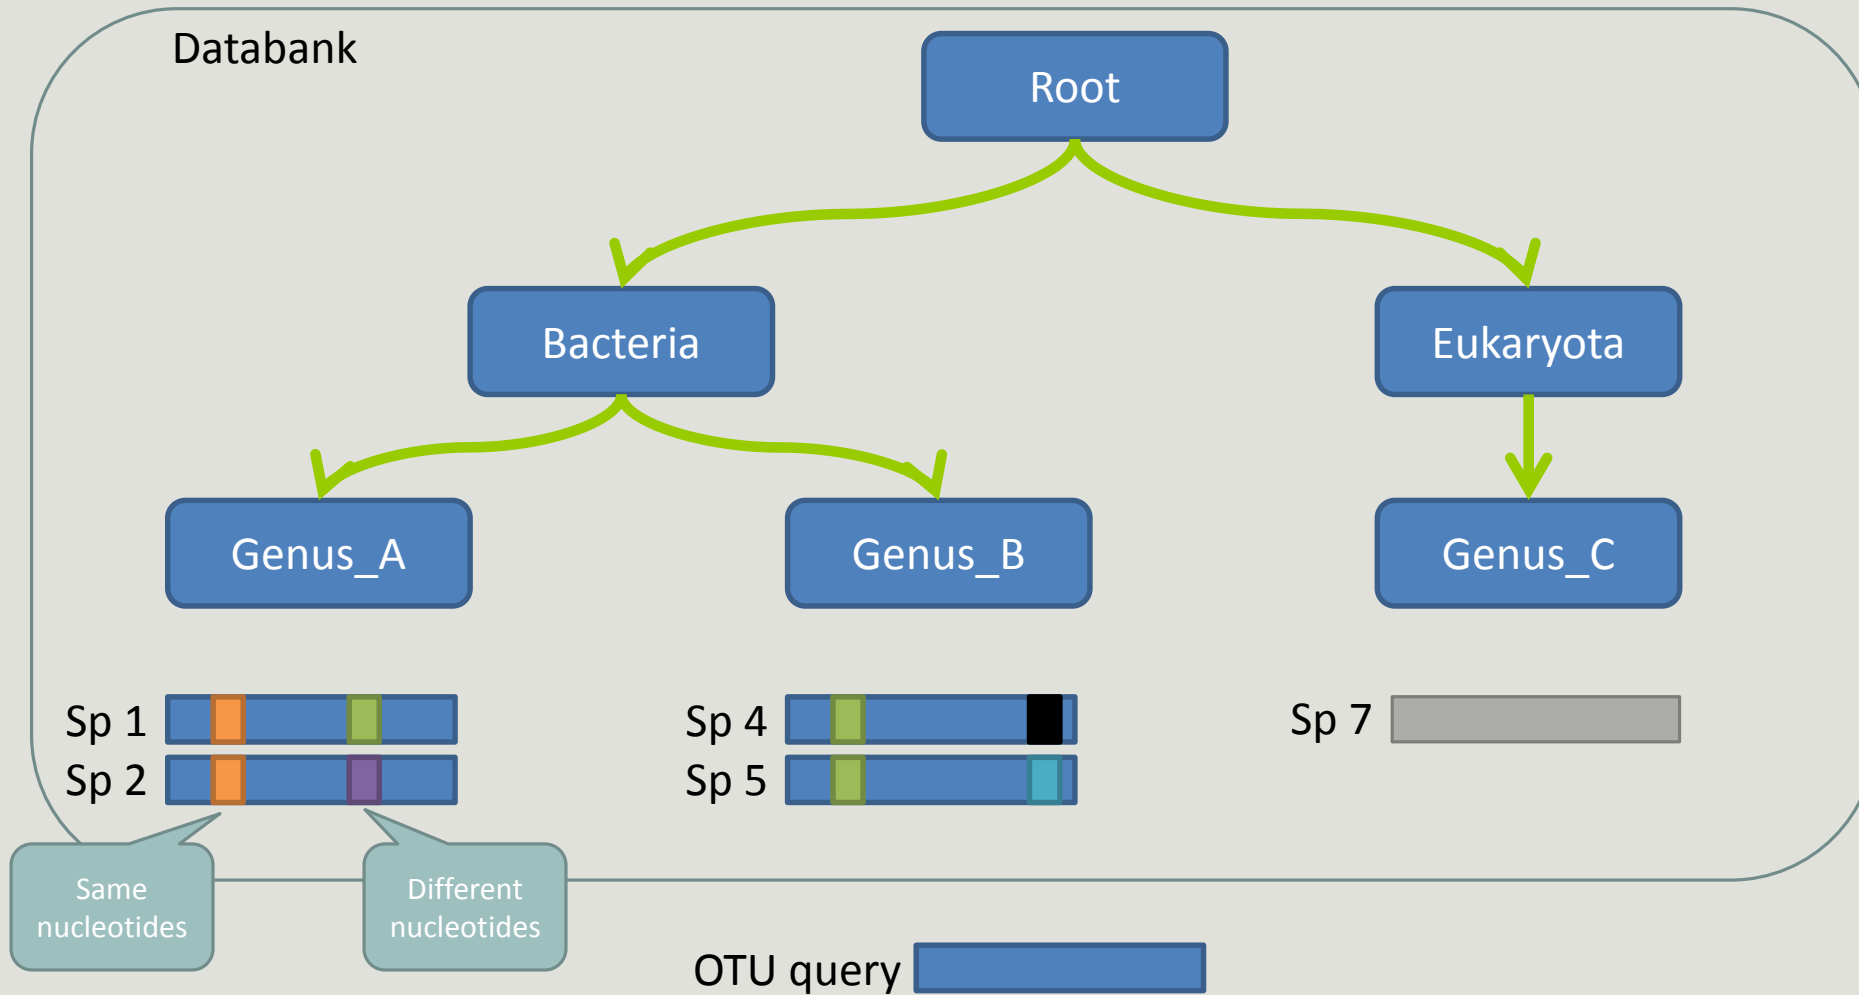 Databank
Root
Bacteria
Eukaryota
Genus_A
Genus_B
Genus_C
Sp 1
Sp 4
Sp 7
Sp 2
Sp 5
Same
nucleotides
Different
nucleotides
OTU query